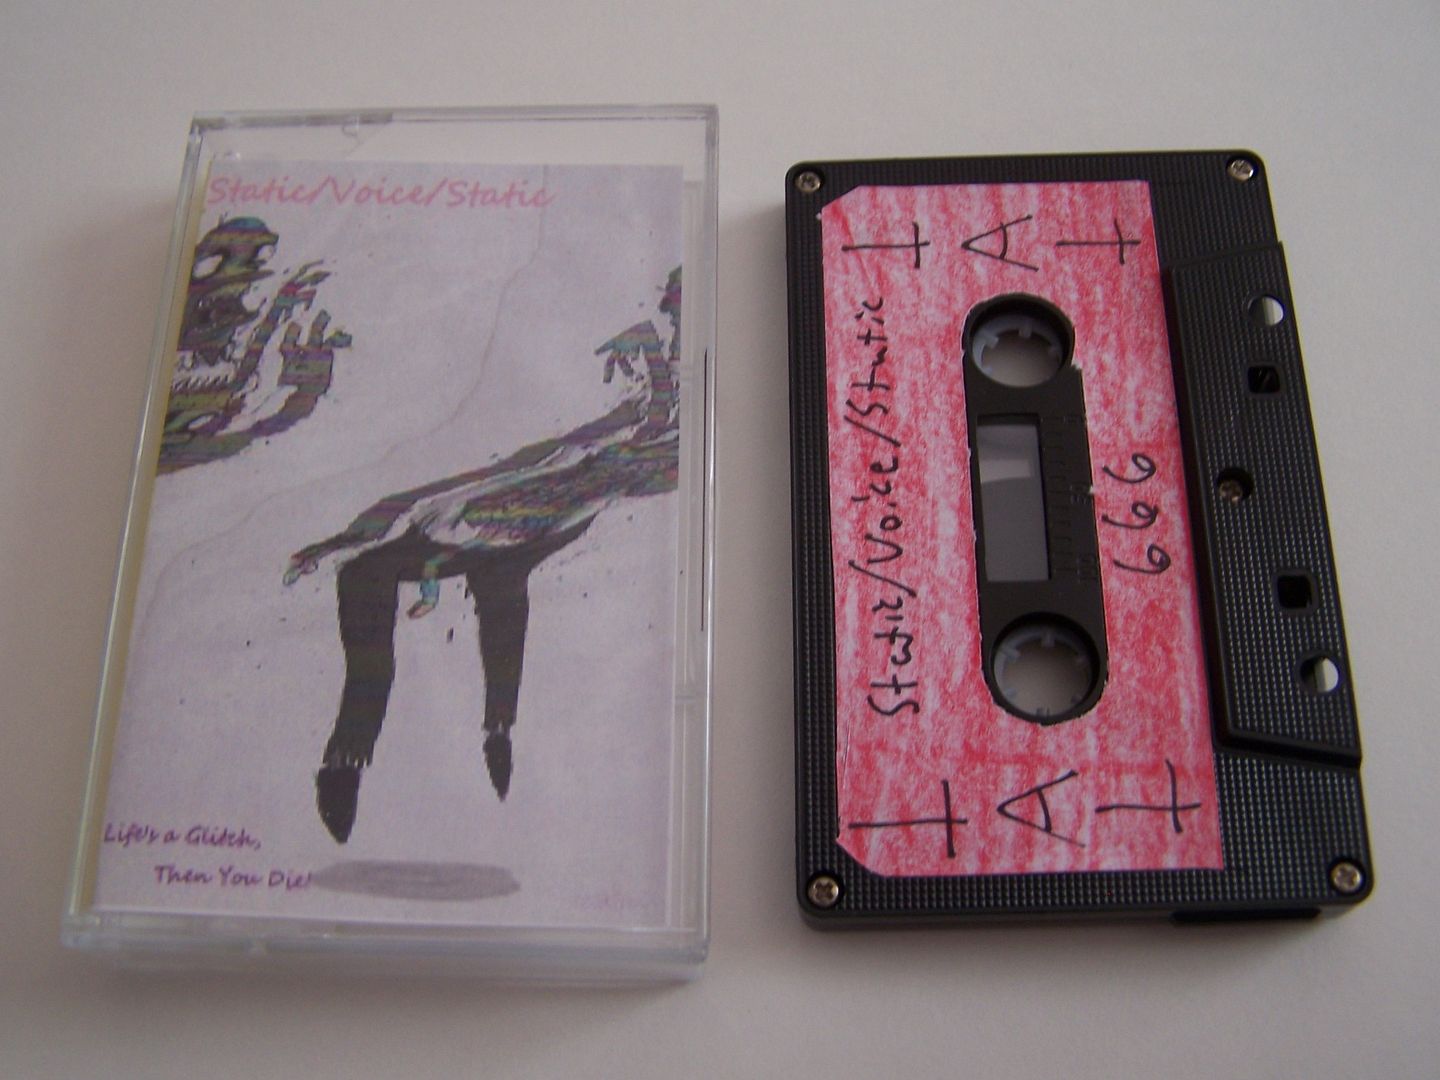 Static/Voice/Static
Life's a Glitch,
Then You Die!
Static/Voice/Static
A
A
666